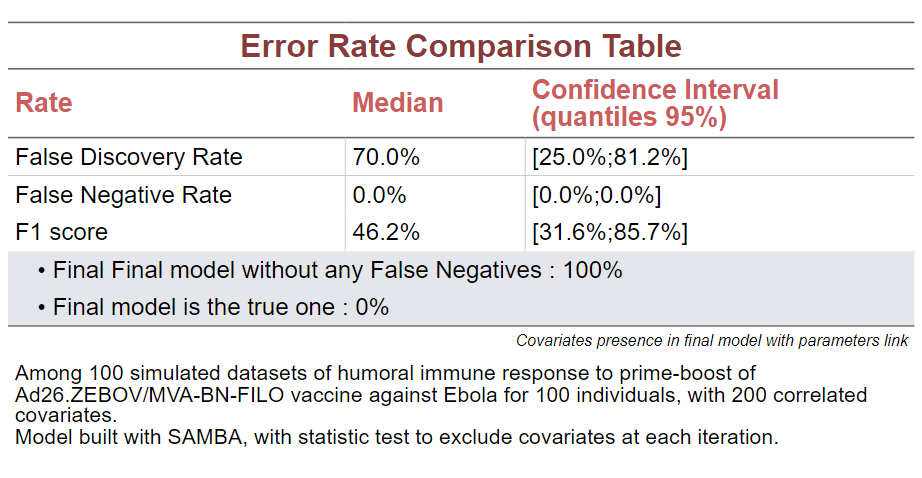 Error Rate Comparison Table
Rate Median Confidence Interval
(quantiles 95%)
False Discovery Rate 70.0% [25.0%;81.2%]
False Negative Rate 0.0% [0.0%;0.0%]
F1 score 46.2% [31.6%;85.7%]
• Final Final model without any False Negatives : 100%
• Final model is the true one : 0%
Covariates presence in final model with parameters link
Among 100 simulated datasets of humoral immune response to prime-boost of
Ad26.ZEBOV/MVA-BN-FILO vaccine against Ebola for 100 individuals, with 200 correlated
covariates.
Model built with SAMBA, with statistic test to exclude covariates at each iteration.